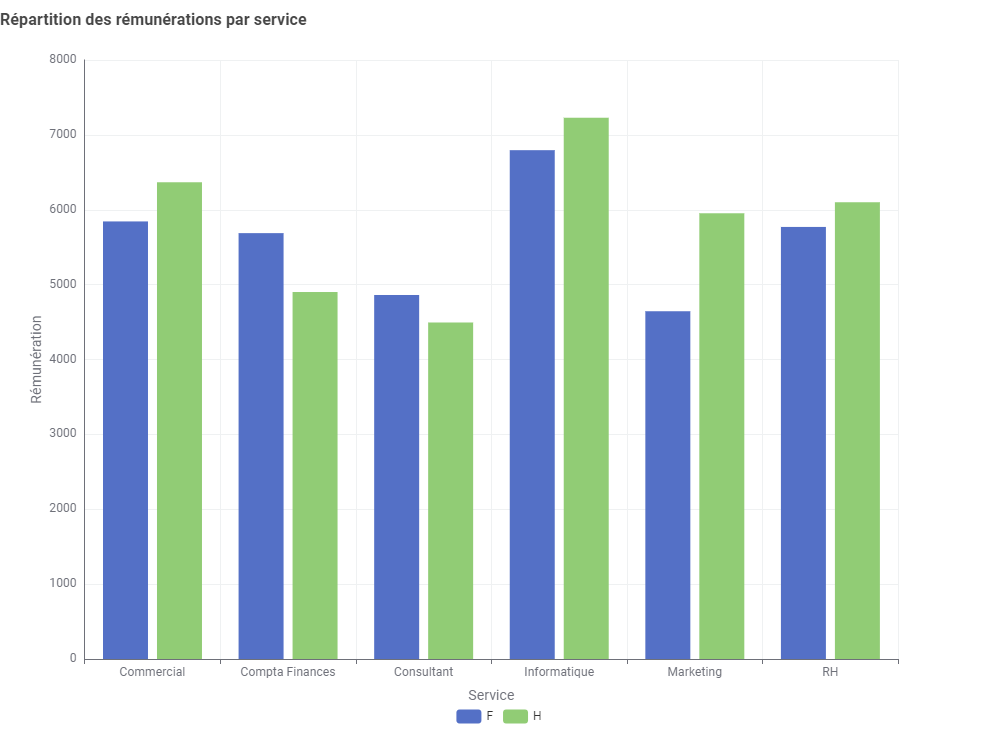 Répartition des rémunérations par service
8000
7000
6000
5000
4000
3000
2000
1000
0
Rémunération
Commercial Compta Finances Consultant Informatique Marketing RH
Service
F H